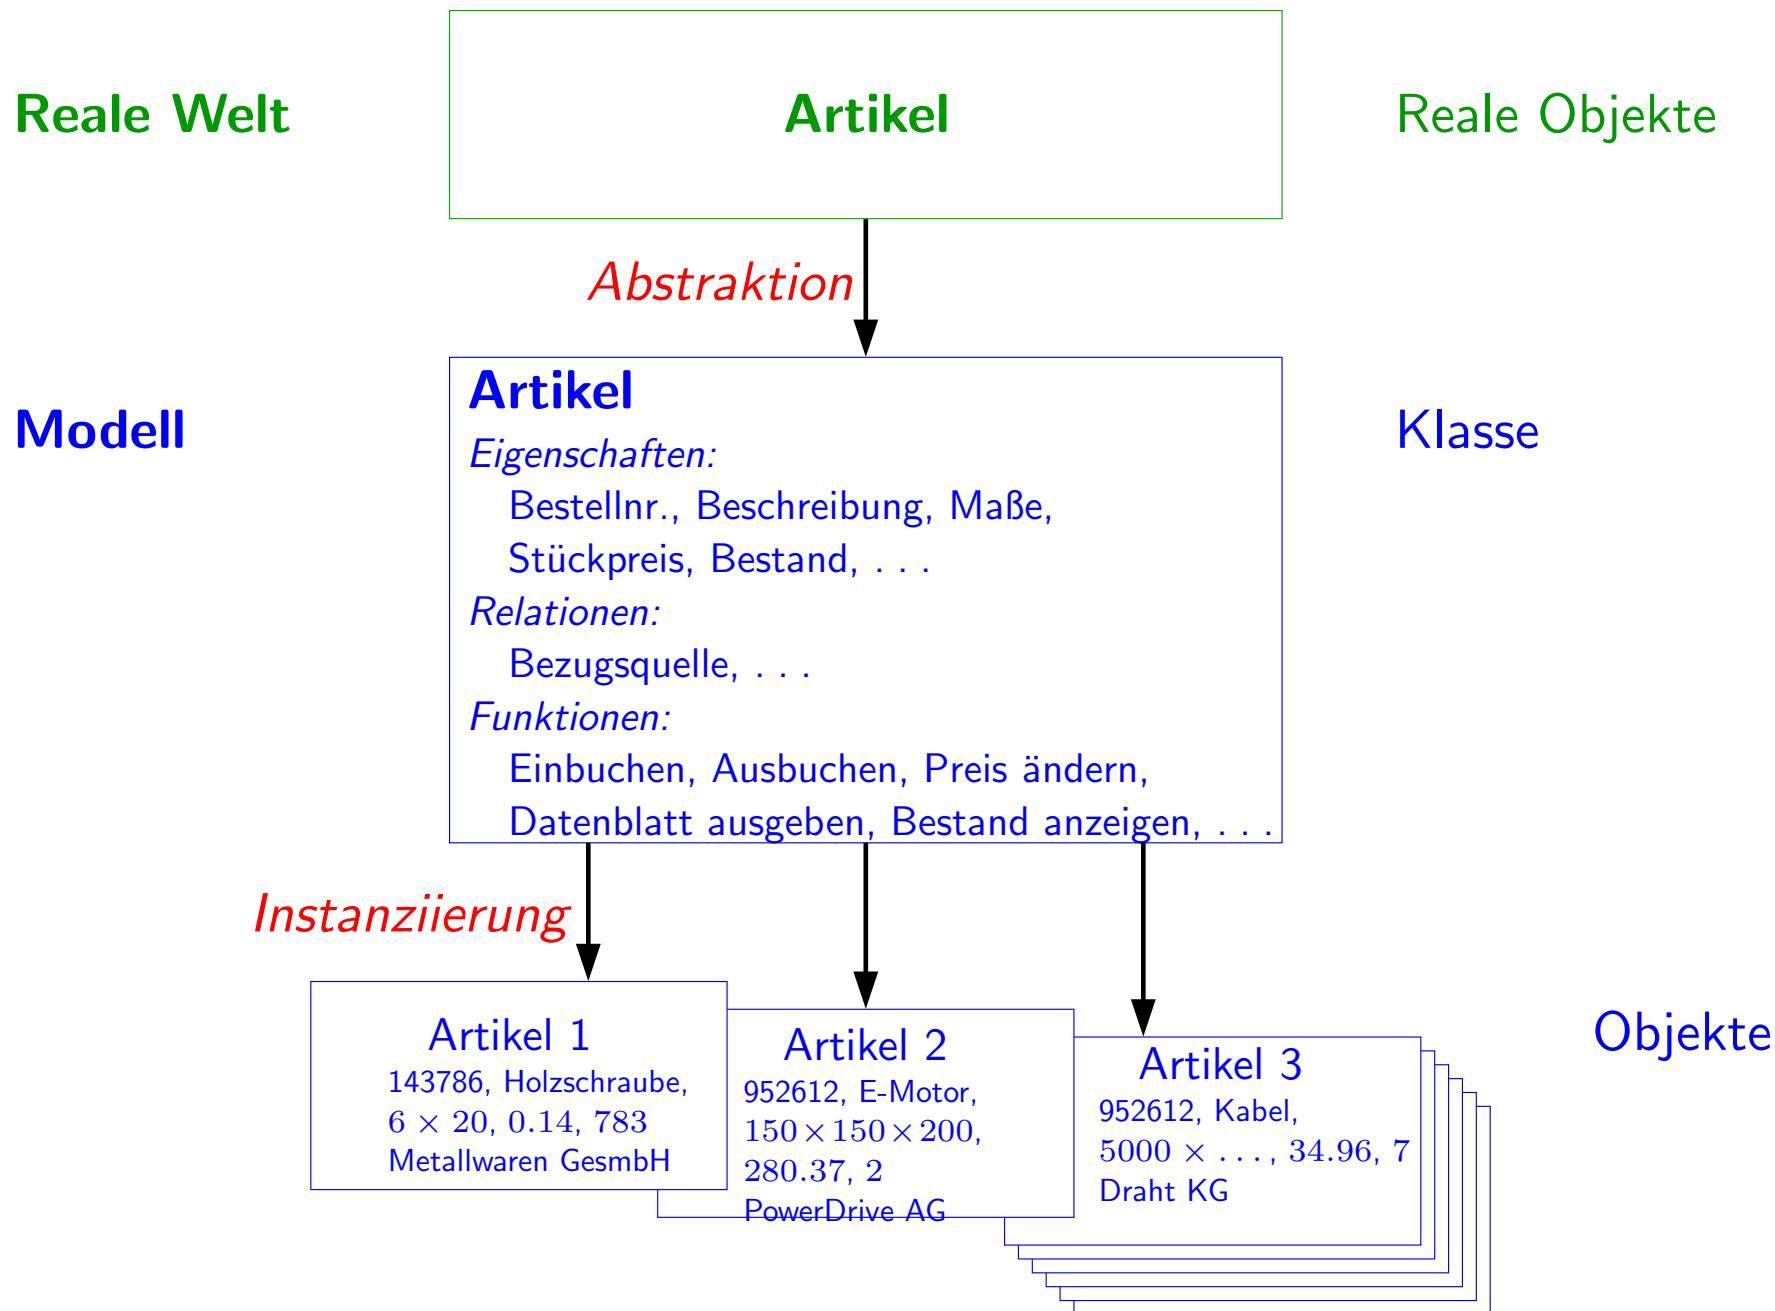 Reale Welt
Artikel
Reale Objekte
Abstraktion
Modell
Artikel
Klasse
Eigenschaften:
Bestellnr., Beschreibung, Maße,
Stückpreis, Bestand, . . .
Relationen:
Bezugsquelle, . . .
Funktionen:
Einbuchen, Ausbuchen, Preis ändern,
Datenblatt ausgeben, Bestand anzeigen, . . .
Instanziierung
Artikel 1
143786, Holzschraube,
6 × 20, 0.14, 783
Metallwaren GesmbH
Artikel 2
952612, E-Motor,
150×150×200,
280.37, 2
PowerDrive AG
Artikel 3
952612, Kabel,
5000 × . . . , 34.96, 7
Draht KG
Objekte